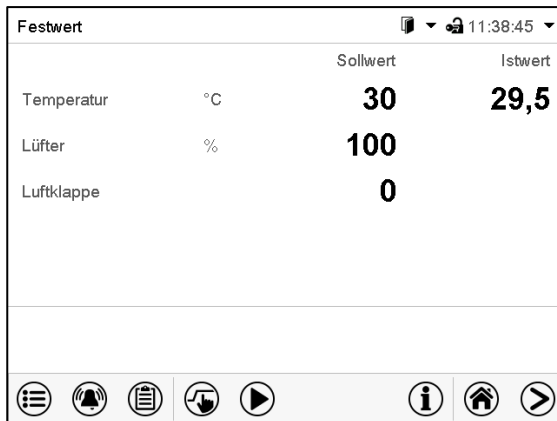 Festwert 11:38:45
Sollwert Istwert
Temperatur °C 30 29,5
Lüfter % 100
Luftklappe 0